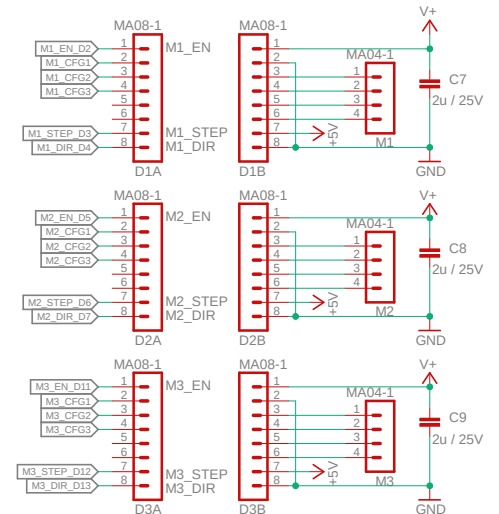 MA08-1 MA08-1 V+
M1_EN_D2 1 M1_EN 1
M1_CFG1 2 2 MA04-1
M1_CFG2 3 3 1 C7
M1_CFG3 4 4 2
5 5 3 2u / 25V
6 6 4
M1_STEP_D3 7 M1_STEP 7 +5V M1
M1_DIR_D4 8 M1_DIR 8
D1A D1B GND
MA08-1 MA08-1 V+
M2_EN_D5 1 M2_EN 1
M2_CFG1 2 2 MA04-1
M2_CFG2 3 3 1 C8
M2_CFG3 4 4 2
5 5 3 2u / 25V
6 6 4
M2_STEP_D6 7 M2_STEP 7 +5V M2
M2_DIR_D7 8 M2_DIR 8
D2A D2B GND
MA08-1 MA08-1 V+
M3_EN_D11 1 M3_EN 1
M3_CFG1 2 2 MA04-1
M3_CFG2 3 3 1 C9
M3_CFG3 4 4 2
5 5 3 2u / 25V
6 6 4
M3_STEP_D12 7 M3_STEP 7 +5V M3
M3_DIR_D13 8 M3_DIR 8
D3A D3B GND